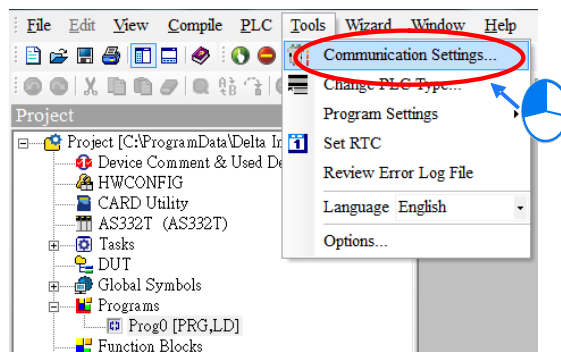 File Edit View Compile PLC Tools Wizard Window Help
Communication Settings...
Change PLC Type...
Program Settings
Set RTC
Review Error Log File
Language English
Options...
Project
Project [C:\ProgramData\Delta
Device Comment & Used
HWCONFIG
CARD Utility
AS332T (AS332T)
Tasks
DUT
Global Symbols
Programs
Prog0 [PRG,LD]
Function Blocks